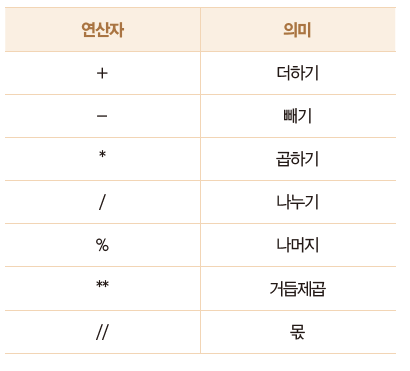 연산자 의미
+ 더하기
– 빼기
* 곱하기
/ 나누기
% 나머지
** 거듭제곱
// 몫